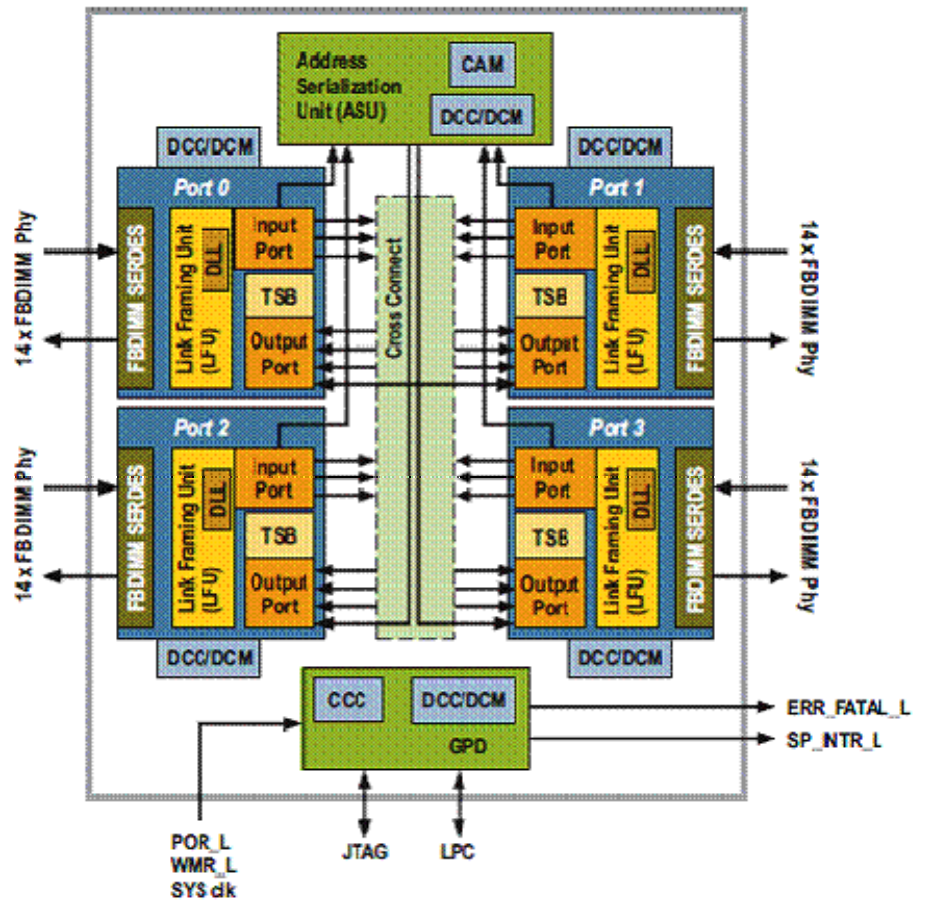 Address
Serialization
Unit (ASU)
CAM
DCC/DCM
DCC/DCM
DCC/DCM
Port 0
Port 1
14 x FBDIMM Phy
FBDIMM SERDES
Link Framing Unit
(LFU)
DLL
Input
Port
TSB
Output
Port
Cross Connect
Input
Port
TSB
Output
Port
Link Framing Unit
(LFU)
DLL
FBDIMM SERDES
14 x FBDIMM Phy
Port 2
Port 3
14 x FBDIMM Phy
FBDIMM SERDES
Link Framing Unit
(LFU)
DLL
Input
Port
TSB
Output
Port
Input
Port
TSB
Output
Port
Link Framing Unit
(LFU)
DLL
FBDIMM SERDES
14 x FBDIMM Phy
DCC/DCM
DCC/DCM
CCC
DCC/DCM
GPD
ERR_FATAL_L
SP_INTR_L
POR_L
WMR_L
SYS clk
JTAG
LPC